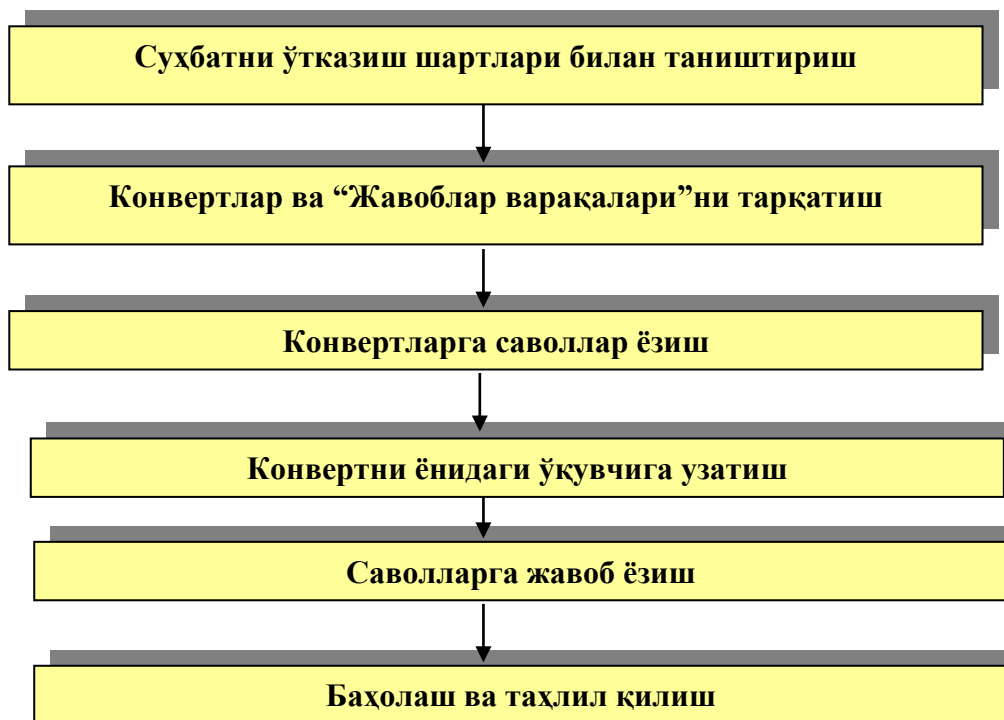 Суҳбатни ўтказиш шартлари билан таништириш
Конвертлар ва “Жавоблар варақалари”ни тарқатиш
Конвертларга саволлар ёзиш
Конвертни ёнидаги ўқувчига узатиш
Саволларга жавоб ёзиш
Баҳолаш ва таҳлил қилиш